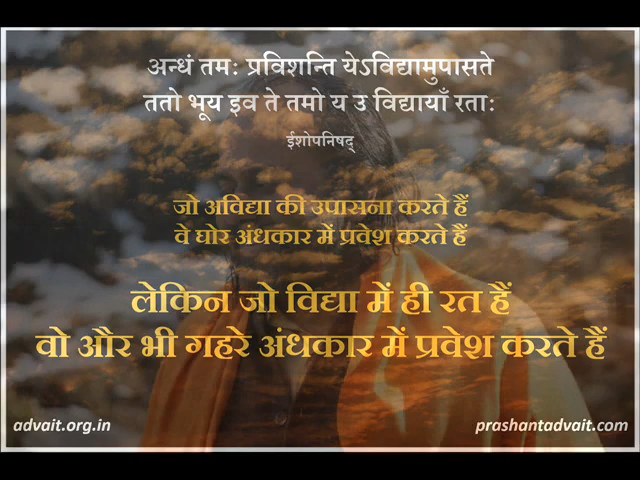 अन्धं तमः प्रविशन्ति येऽविद्यामुपासते
ततो भूय इव ते तमो य उ विद्यायाँ रताः
ईशोपनिषद्
जो अविद्या की उपासना करते हैं
वे घोर अंधकार में प्रवेश करते हैं
लेकिन जो विद्या में ही रत हैं
वो और भी गहरे अंधकार में प्रवेश करते हैं
advait.org.in
prashantadvait.com